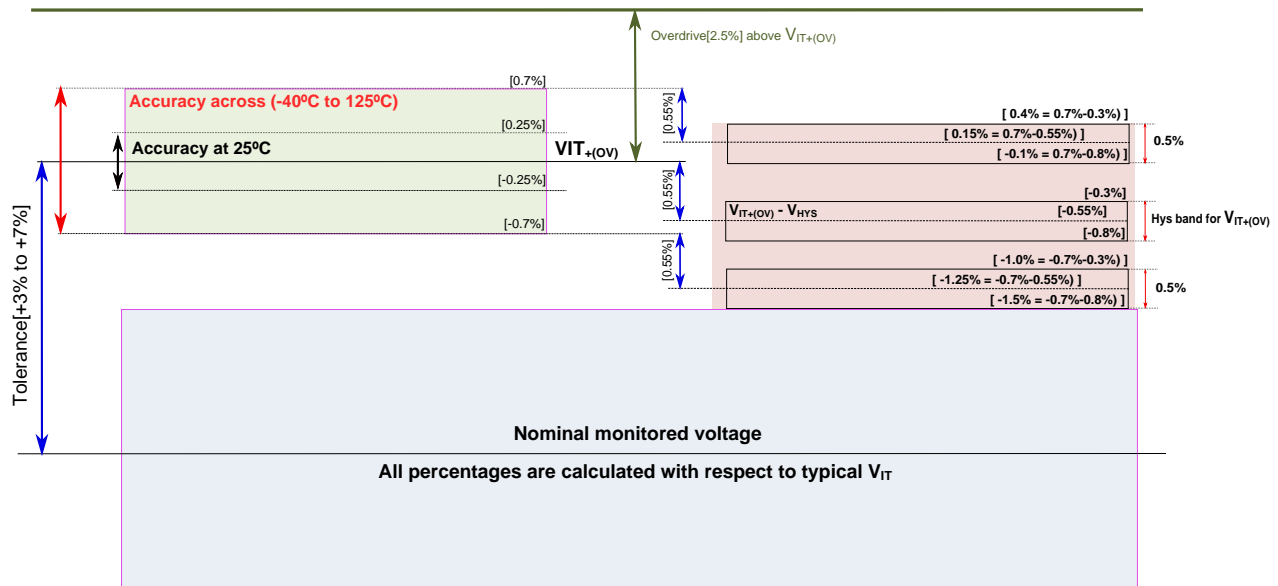 Overdrive[2.5%] above VIT+(OV)
[0.7%]
Accuracy across (-40ºC to 125ºC)
[0.25%]
Accuracy at 25ºC
VIT+(OV)
[-0.25%]
[-0.7%]
Tolerance[+3% to +7%]
[0.55%]
[0.55%]
[0.55%]
[ 0.4% = 0.7%-0.3%) ]
[ 0.15% = 0.7%-0.55%) ]
[ -0.1% = 0.7%-0.8%) ]
0.5%
[-0.3%]
VIT+(OV) - VHYS
[-0.55%]
[-0.8%]
Hys band for VIT+(OV)
[ -1.0% = -0.7%-0.3%) ]
[ -1.25% = -0.7%-0.55%) ]
[ -1.5% = -0.7%-0.8%) ]
0.5%
Nominal monitored voltage
All percentages are calculated with respect to typical VIT